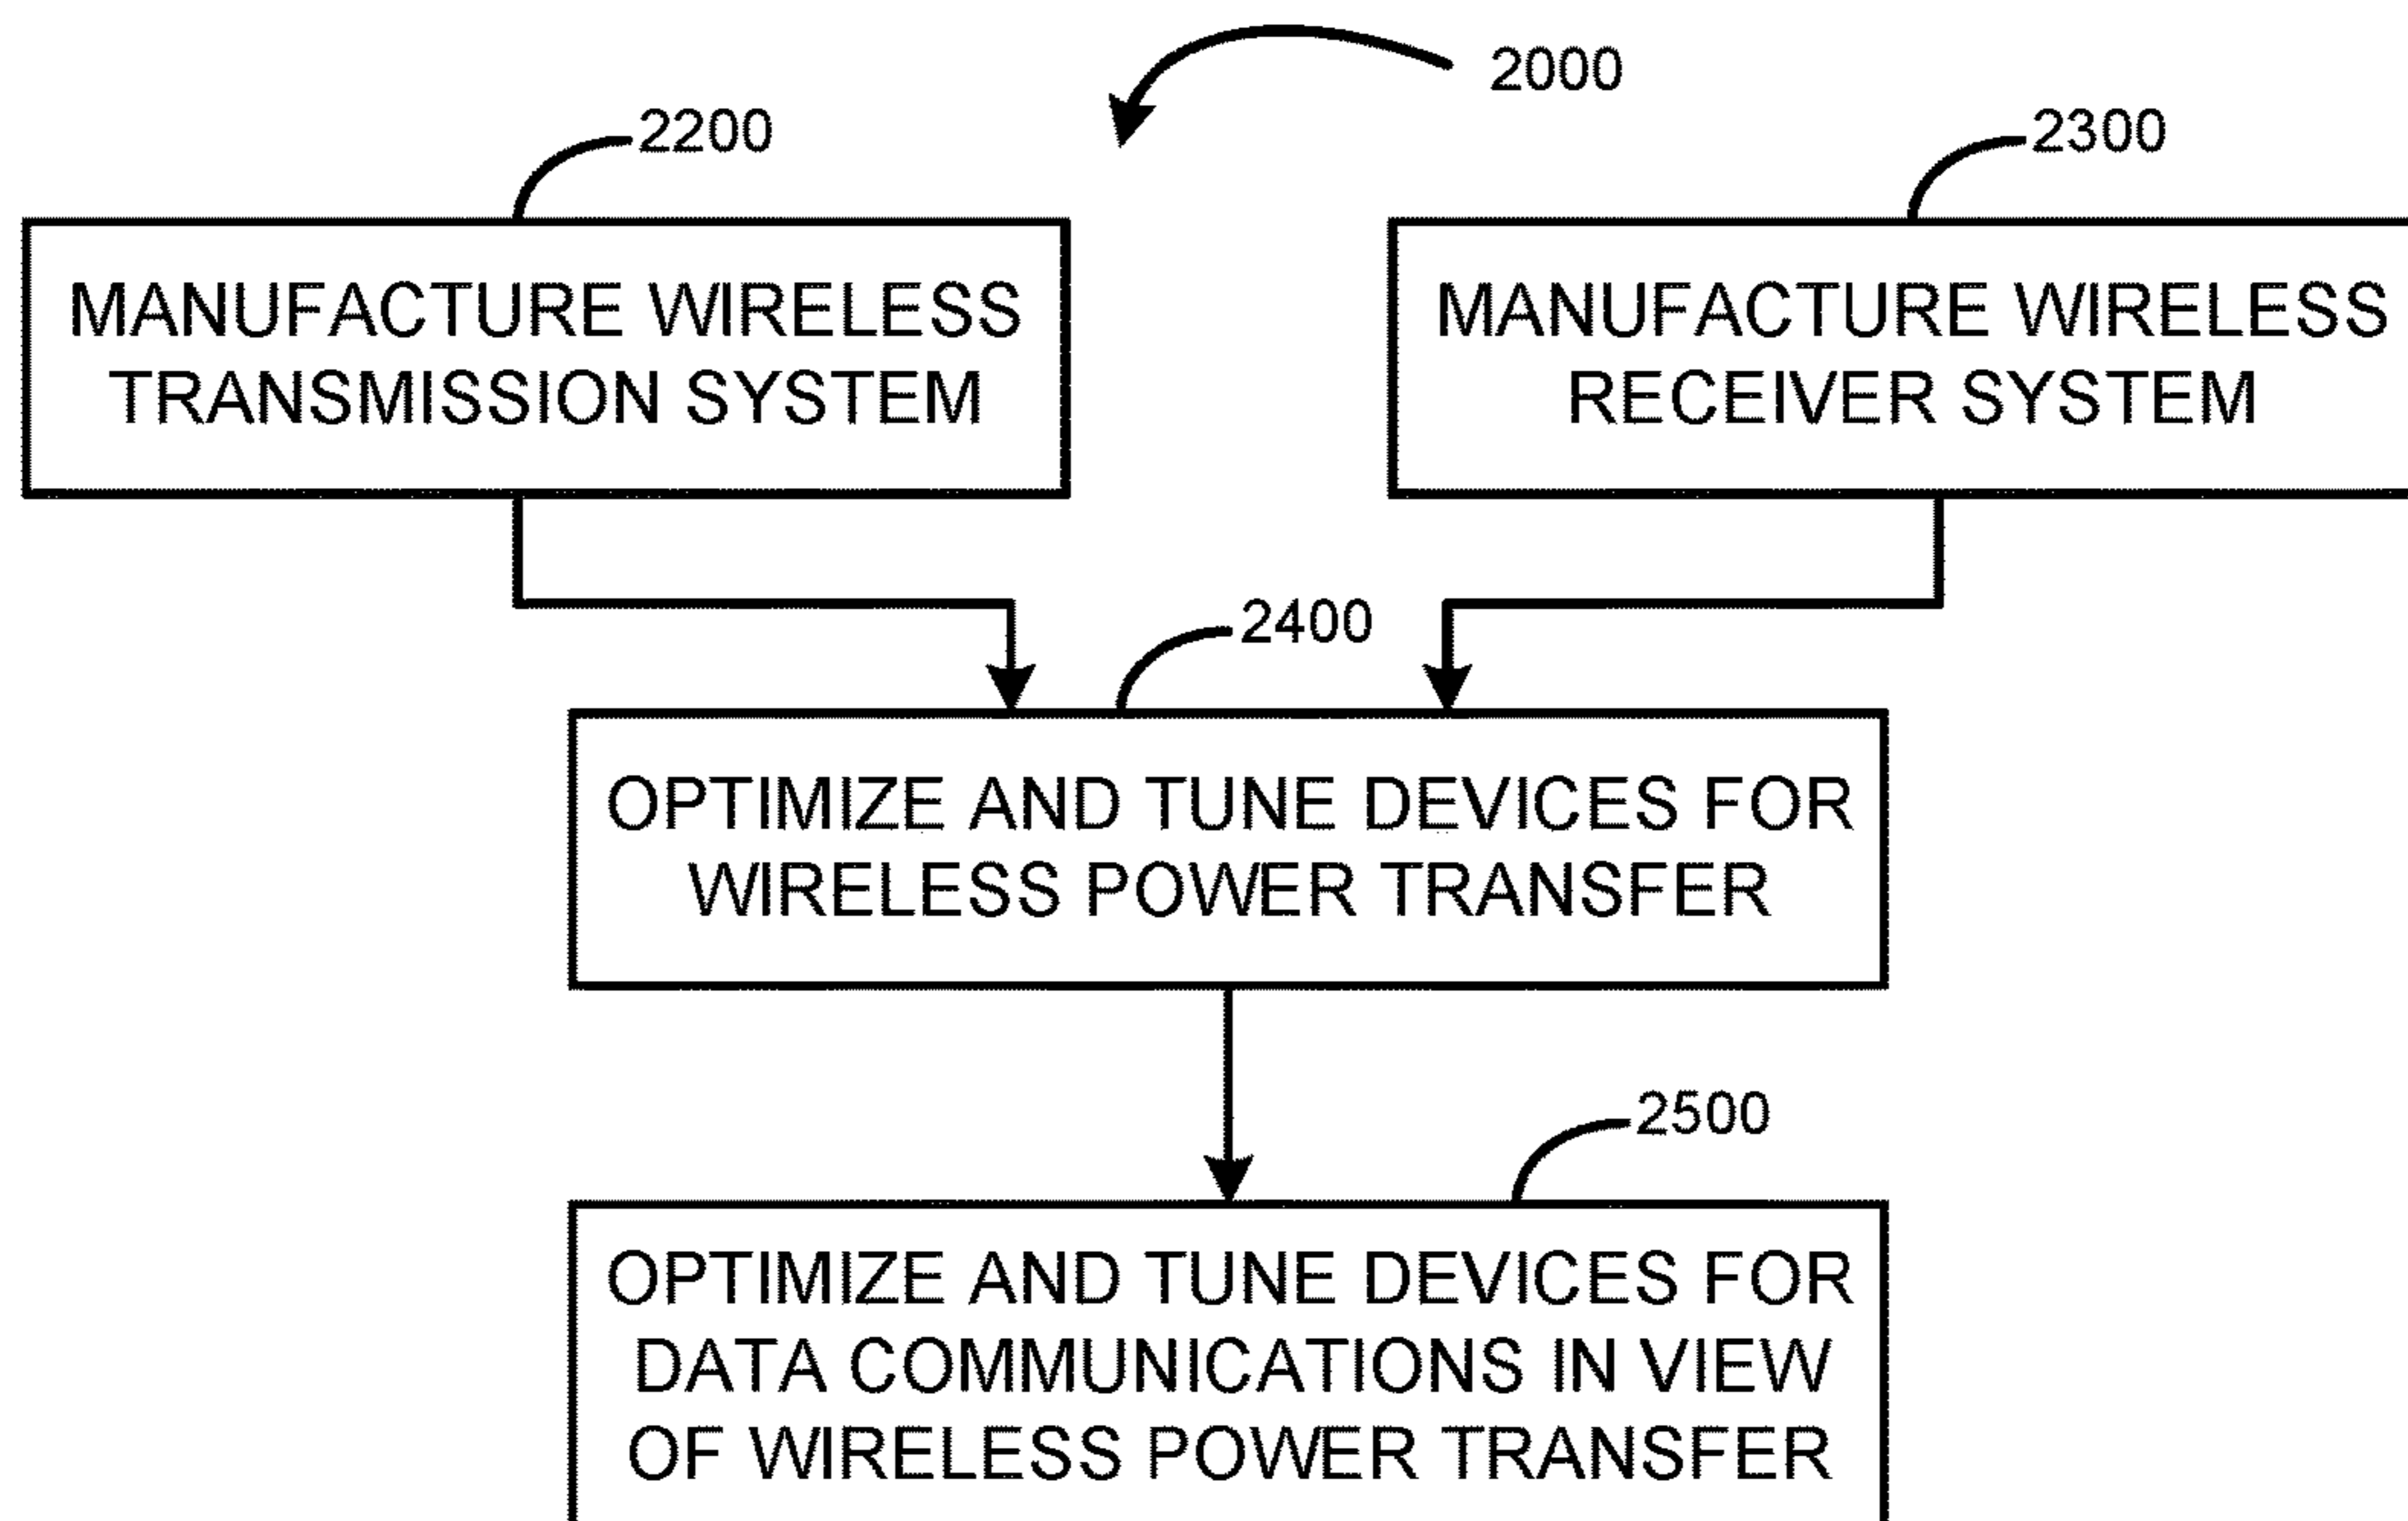 2000
2200
2300
MANUFACTURE WIRELESS
TRANSMISSION SYSTEM
MANUFACTURE WIRELESS
RECEIVER SYSTEM
2400
OPTIMIZE AND TUNE DEVICES FOR
WIRELESS POWER TRANSFER
2500
OPTIMIZE AND TUNE DEVICES FOR
DATA COMMUNICATIONS IN VIEW
OF WIRELESS POWER TRANSFER